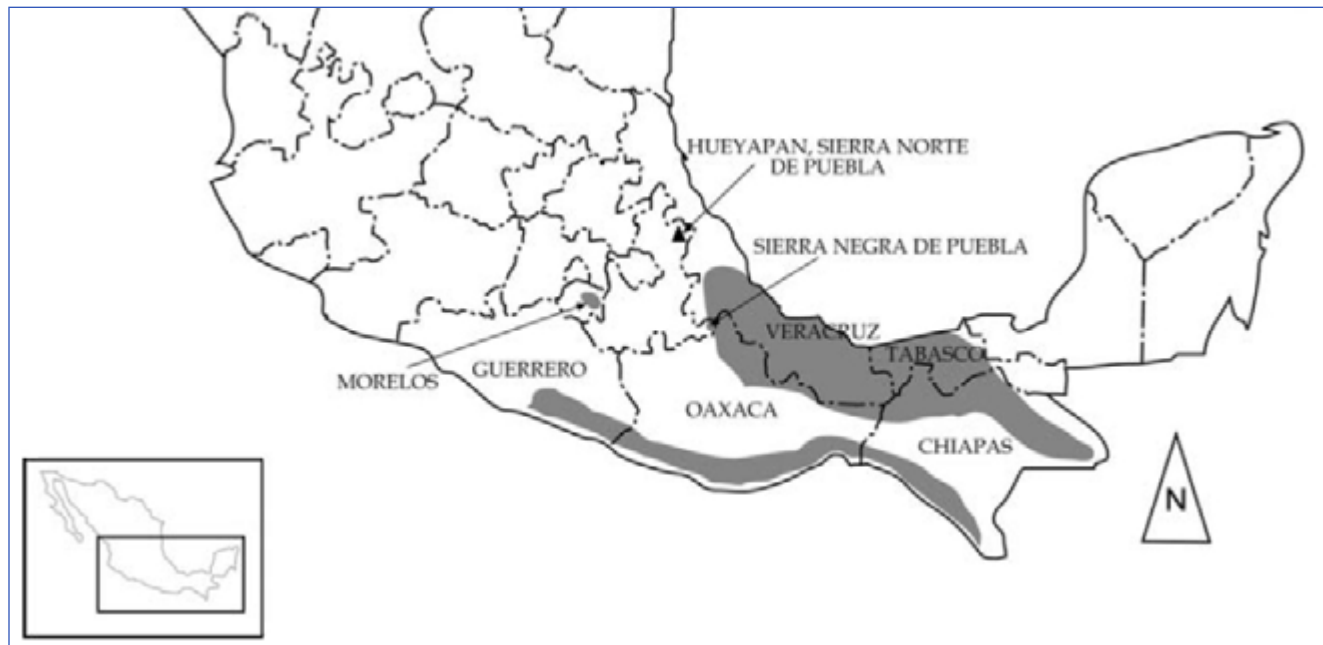 HUEYAPAN, SIERRA NORTE
DE PUEBLA
SIERRA NEGRA DE PUEBLA
VERACRUZ
TABASCO
MORELOS
GUERRERO
OAXACA
CHIAPAS
N